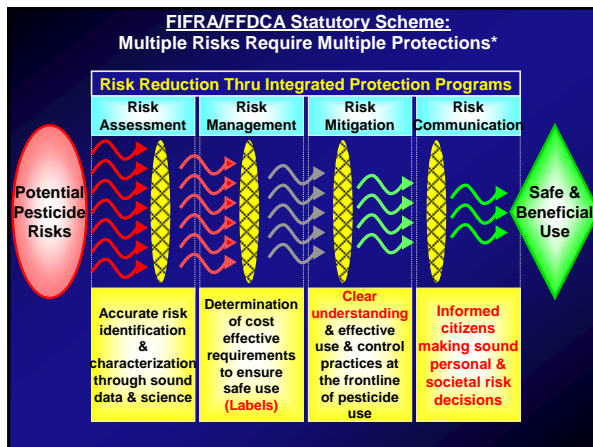 FIFRA/FFDCA Statutory Scheme:
Multiple Risks Require Multiple Protections*
Risk Reduction Thru Integrated Protection Programs
Risk
Assessment
Risk
Management
Risk
Mitigation
Risk
Communication
Potential
Pesticide
Risks
Safe &
Beneficial
Use
Accurate risk
identification
&
characterization
through sound
data & science
Determination
of cost
effective
requirements
to ensure
safe use
(Labels)
Clear
understanding
& effective
use & control
practices at
the frontline
of pesticide
use
Informed
citizens
making sound
personal
& societal risk
decisions